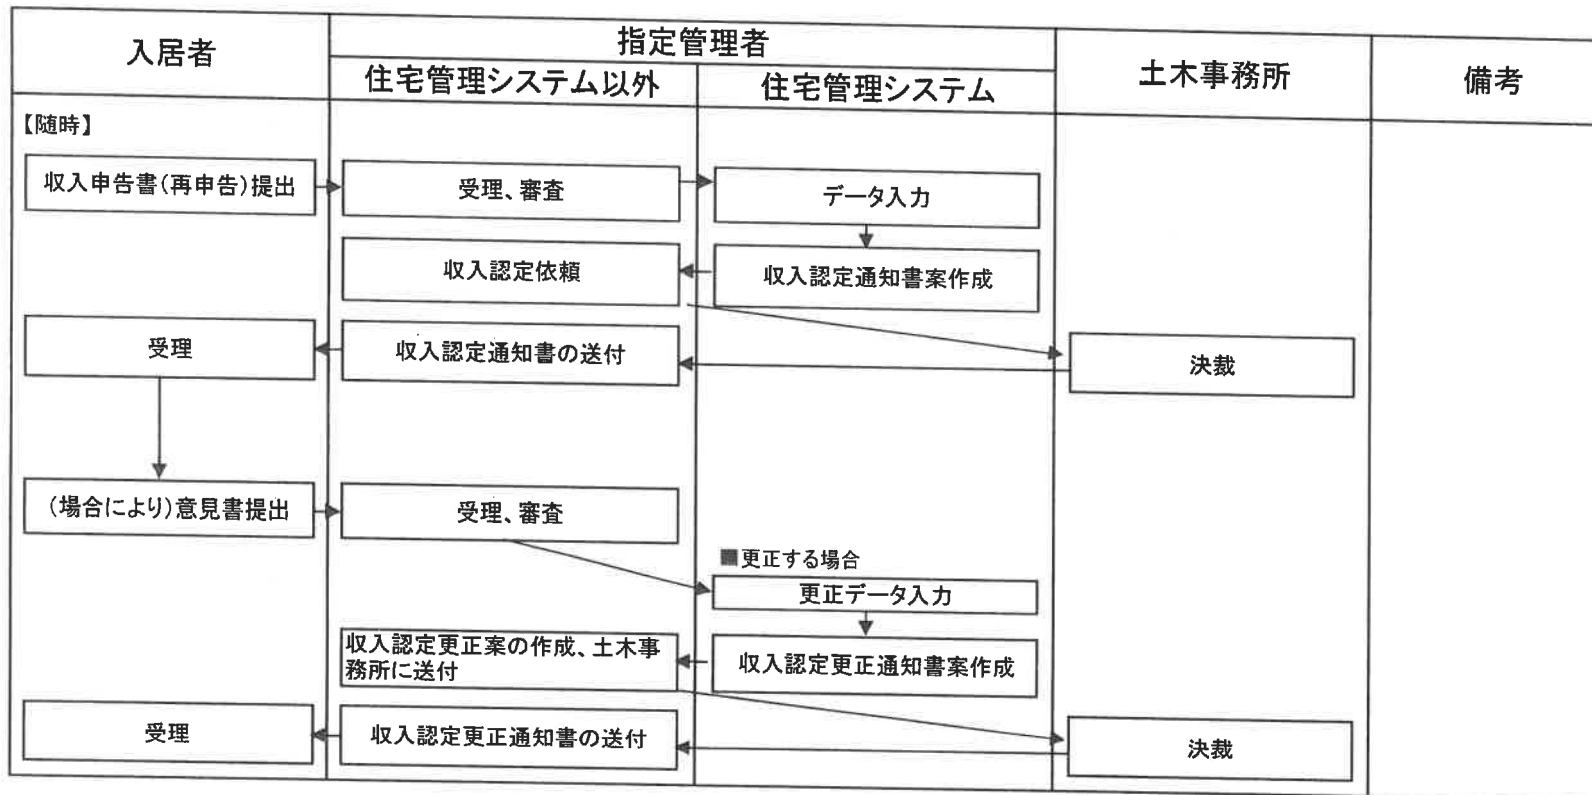 入居者
指定管理者
住宅管理システム以外
住宅管理システム
土木事務所
備考
【随時】
収入申告書(再申告)提出
受理、審査
データ入力
収入認定依頼
収入認定通知書案作成
受理
収入認定通知書の送付
決裁
(場合により)意見書提出
受理、審査
■更正する場合
更正データ入力
収入認定更正案の作成、土木事
務所に送付
収入認定更正通知書案作成
受理
収入認定更正通知書の送付
決裁